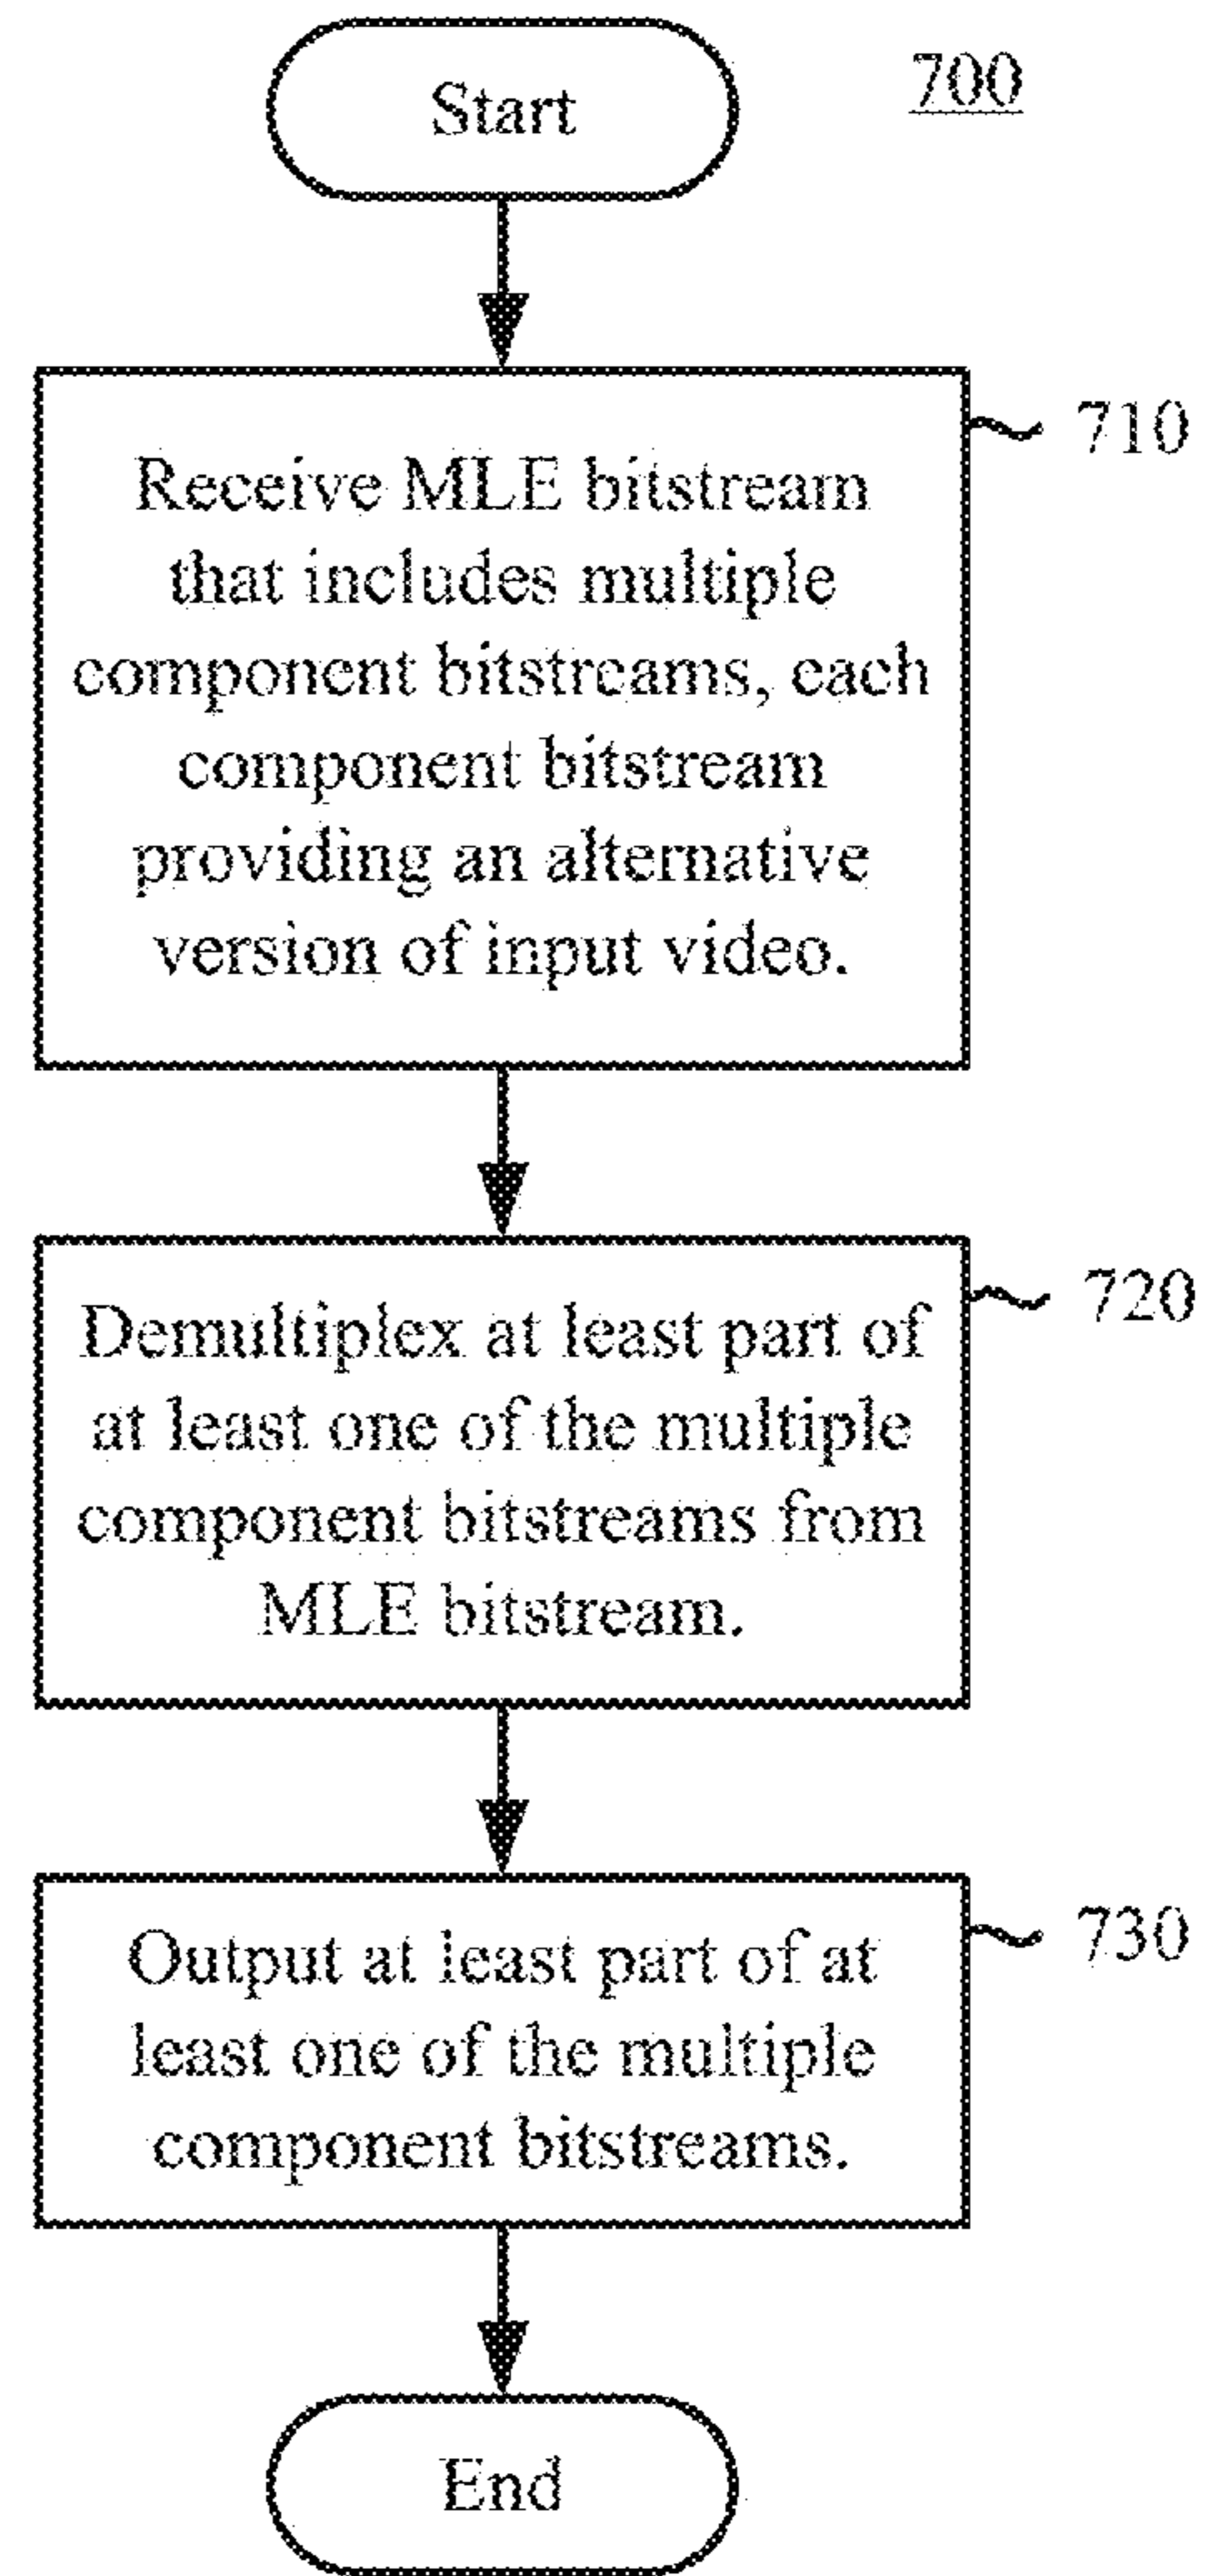 Start
700
710
Receive MLE bitstream
that includes multiple
component bitstreams, each
component bitstream
providing an alternative
version of input video.
720
Demultiplex at least part of
at least one of the multiple
component bitstreams from
MLE bitstream.
730
Output at least part of at
least one of the multiple
component bitstreams.
End